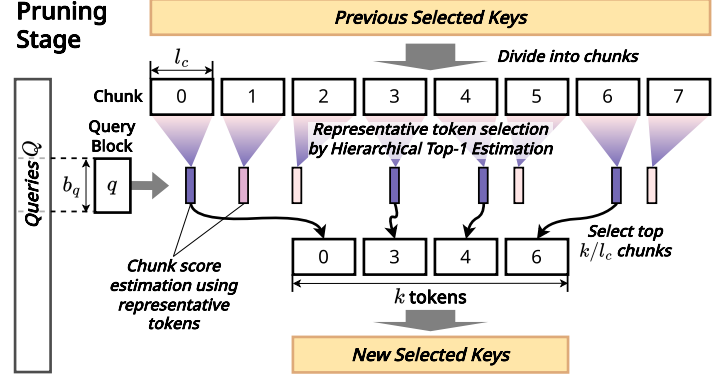 Pruning
Stage
Previous Selected Keys
Divide into chunks
l_c
Chunk
0 1 2 3 4 5 6 7
Query
Block
Representative token selection
by Hierarchical Top-1 Estimation
Queries Q
b_q
q
Select top
k/l_c chunks
0 3 4 6
Chunk score
estimation using
representative
tokens
k tokens
New Selected Keys